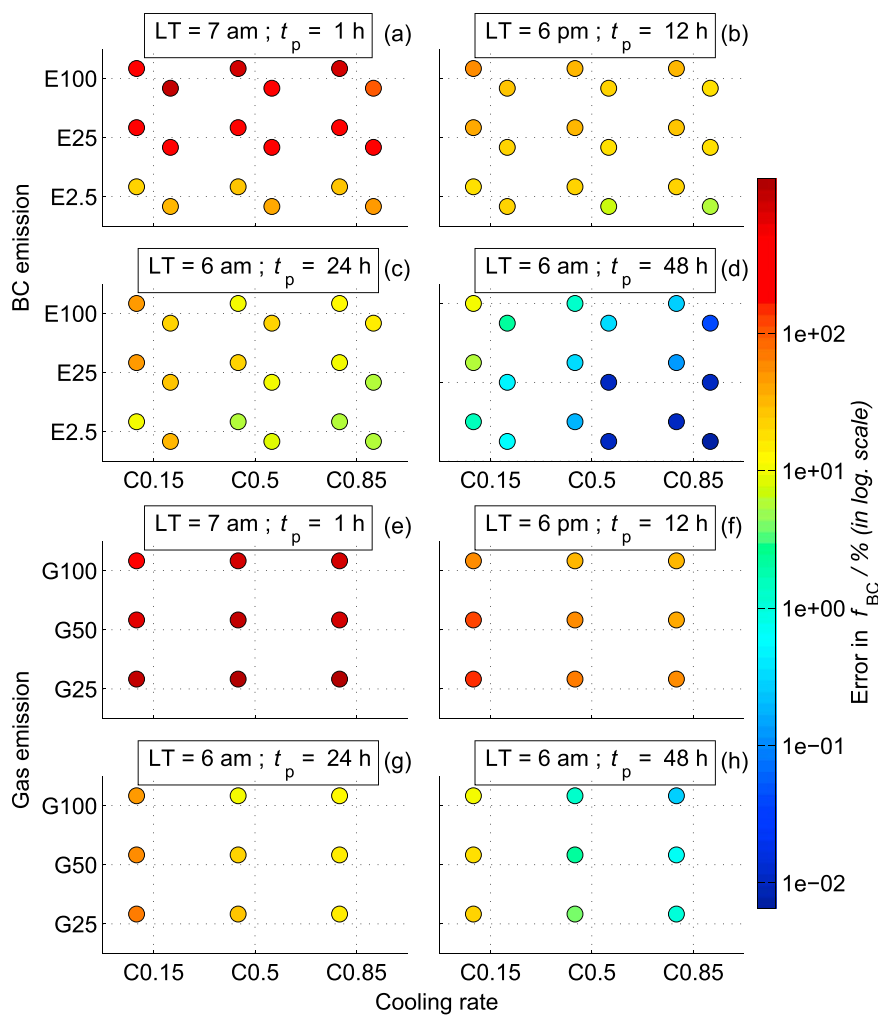 LT = 7 am ; t p = 1 h (a)
LT = 6 pm ; t p = 12 h (b)
E100
E25
E2.5
BC emission
LT = 6 am ; t p = 24 h (c)
LT = 6 am ; t p = 48 h (d)
E100
E25
E2.5
C0.15 C0.5 C0.85
C0.15 C0.5 C0.85
LT = 7 am ; t p = 1 h (e)
LT = 6 pm ; t p = 12 h (f)
G100
G50
G25
Gas emission
LT = 6 am ; t p = 24 h (g)
LT = 6 am ; t p = 48 h (h)
G100
G50
G25
C0.15 C0.5 C0.85
C0.15 C0.5 C0.85
Cooling rate
1e+02
1e+01
1e+00
1e-01
1e-02
Error in f BC / % (in log. scale)